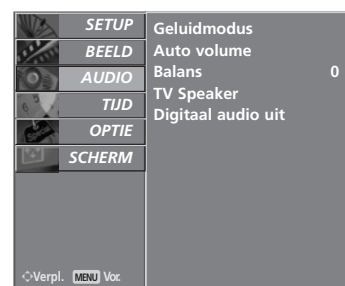 SETUP
BEELD
AUDIO
TIJD
OPTIE
SCHERM
Geluidmodus
Auto volume
Balans 0
TV Speaker
Digitaal audio uit
Verpl. MENU Vor.